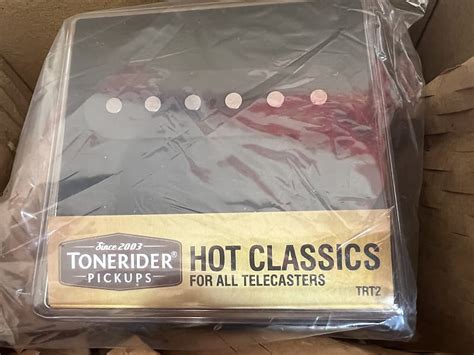 Since 2003
TONERIDER®
PICKUPS
HOT CLASSICS
FOR ALL TELECASTERS
TRT2